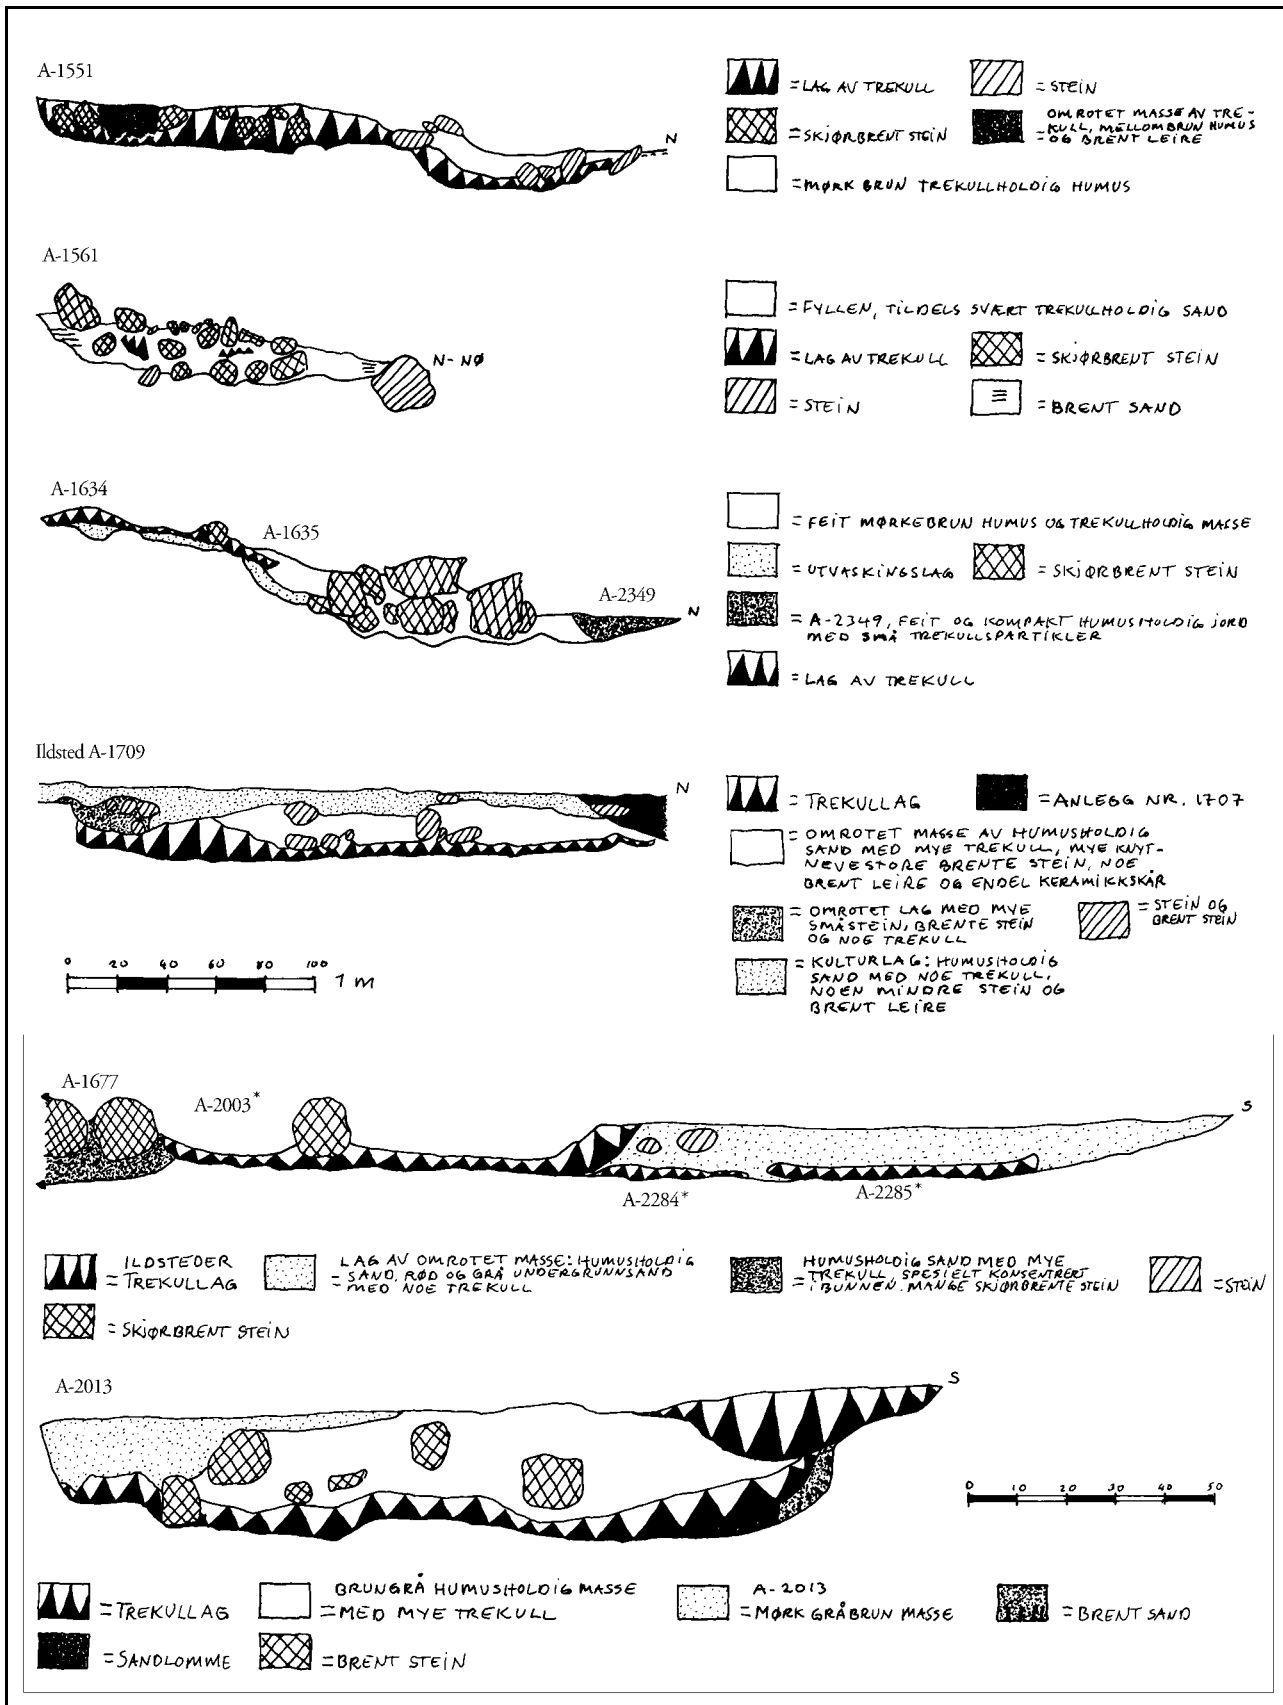 A-1551
N
= LAG AV TREKULL
= STEIN
= SKJØRBRENT STEIN
OMROTET MASSE AV TRE-
KULL, MELLOMBRUN HUMUS
= OG BRENT LEIRE
= MØRK BRUN TREKULLHOLDIG HUMUS
A-1561
N-NØ
= FYLLEN, TILDELS SVÆRT TREKULLHOLDIG SAND
= LAG AV TREKULL
= SKJØRBRENT STEIN
= STEIN
= BRENT SAND
A-1634
A-1635
A-2349
N
= FEIT MØRKEBRUN HUMUS OG TREKULLHOLDIG MASSE
= UTVASKINGSLAG
= SKJØRBRENT STEIN
= A-2349, FEIT OG KOMPAKT HUMUSHOLDIG JORD
MED SMÅ TREKULLSPARTIKLER
= LAG AV TREKULL
Ildsted A-1709
N
= TREKULLAG
= ANLEGG NR. 1707
= OMROTET MASSE AV HUMUSHOLDIG
SAND MED MYE TREKULL, MYE KNYT-
NEVESTORE BRENTE STEIN, NOE
BRENT LEIRE OG ENDEL KERAMIKKSKÅR
= OMROTET LAG MED MYE
SMÅSTEIN, BRENTE STEIN
OG NOE TREKULL
= STEIN OG
BRENT STEIN
= KULTURLAG: HUMUSHOLDIG
SAND MED NOE TREKULL,
NOEN MINDRE STEIN OG
BRENT LEIRE
0 20 40 60 80 100
1 m
A-1677
A-2003*
S
A-2284*
A-2285*
ILDSTEDER
= TREKULLAG
LAG AV OMROTET MASSE: HUMUSHOLDIG
= SAND, RØD OG GRÅ UNDERGRUNNSAND
MED NOE TREKULL
HUMUSHOLDIG SAND MED MYE
= TREKULL, SPESIELT KONSENTRERT
I BUNNEN. MANGE SKJØRBRENTE STEIN
= STEIN
= SKJØRBRENT STEIN
A-2013
S
0 10 20 30 40 50
= TREKULLAG
BRUNGRÅ HUMUSHOLDIG MASSE
= MED MYE TREKULL
A-2013
= MØRK GRÅBRUN MASSE
= BRENT SAND
= SANDLOMME
= BRENT STEIN